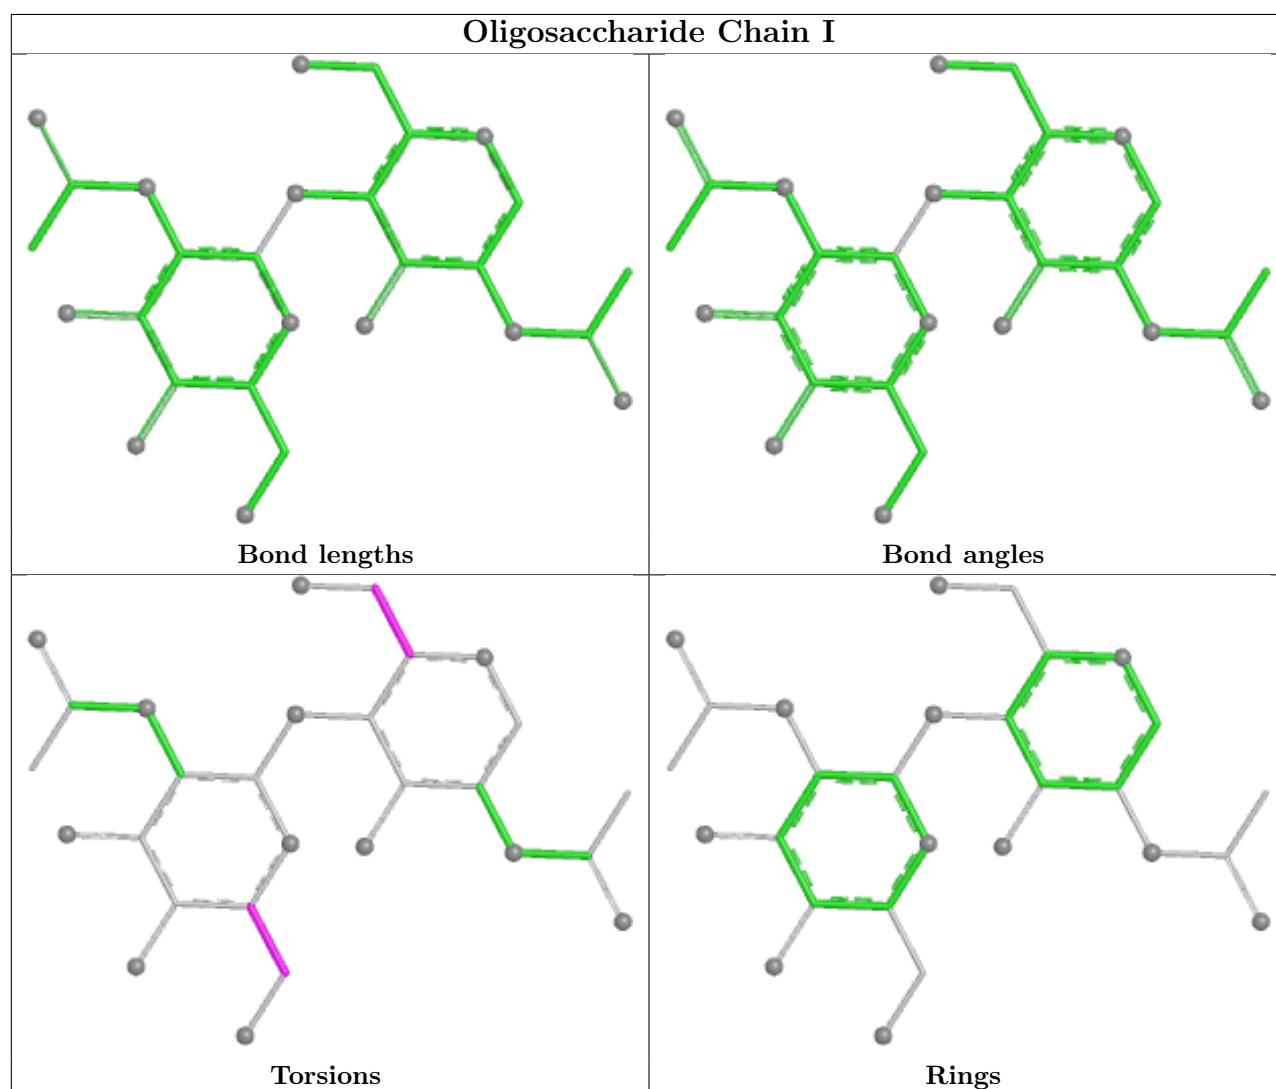 Oligosaccharide Chain I
Bond lengths
Bond angles
Torsions
Rings